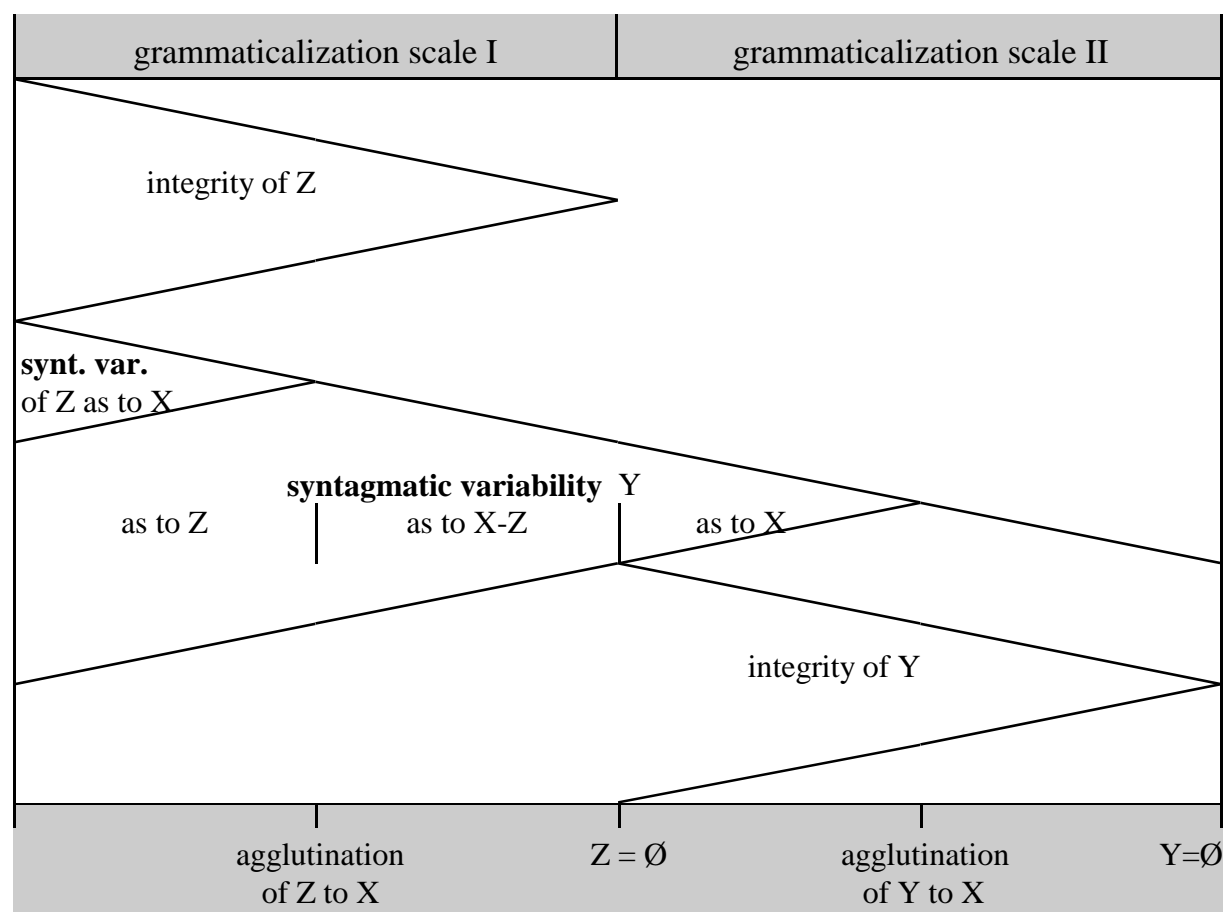 grammaticalization scale I
grammaticalization scale II
integrity of Z
synt. var.
of Z as to X
syntagmatic variability Y
as to Z
as to X-Z
as to X
integrity of Y
agglutination
of Z to X
Z = Ø
agglutination
of Y to X
Y=Ø